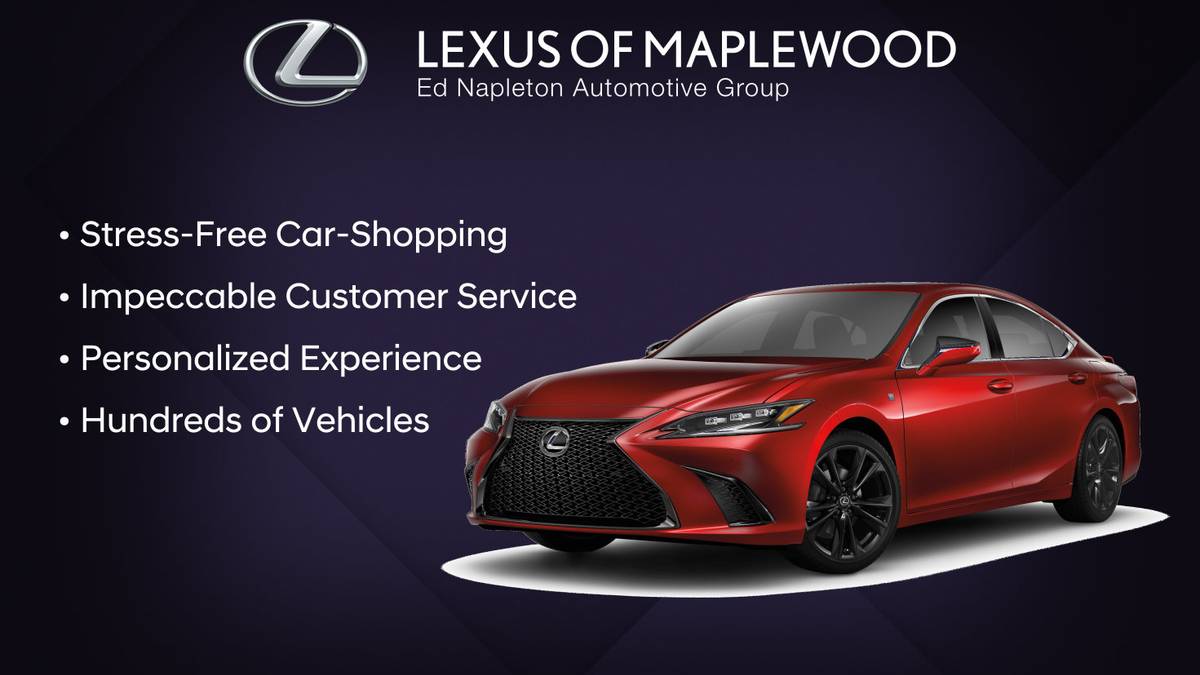 LEXUS OF MAPLEWOOD
Ed Napleton Automotive Group
• Stress-Free Car-Shopping
• Impeccable Customer Service
• Personalized Experience
• Hundreds of Vehicles